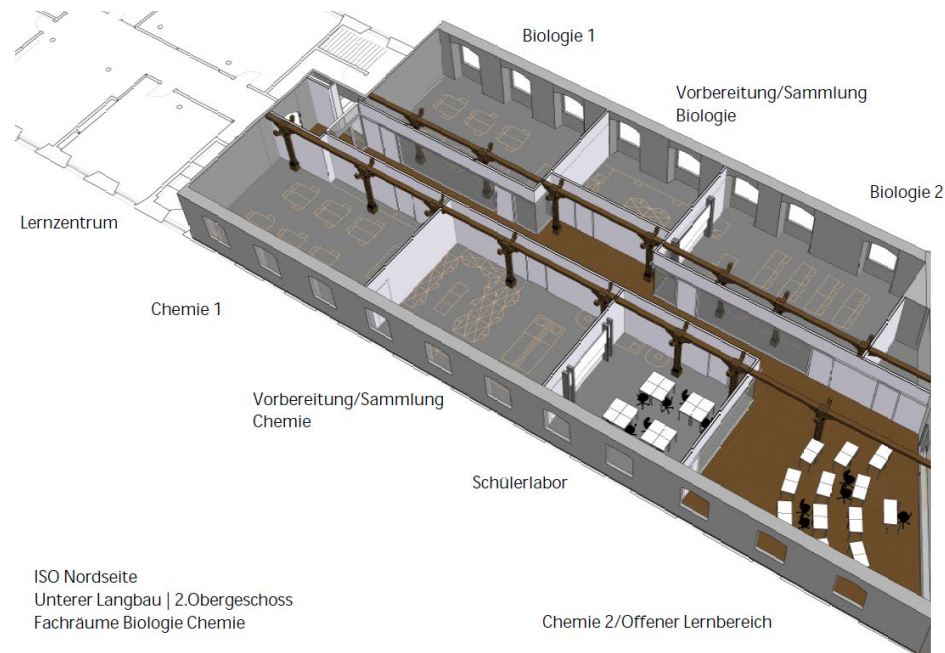 Biologie 1
Vorbereitung/Sammlung
Biologie
Biologie 2
Lernzentrum
Chemie 1
Vorbereitung/Sammlung
Chemie
Schülerlabor
Chemie 2/Offener Lernbereich
ISO Nordseite
Unterer Langbau | 2.Obergeschoss
Fachräume Biologie Chemie